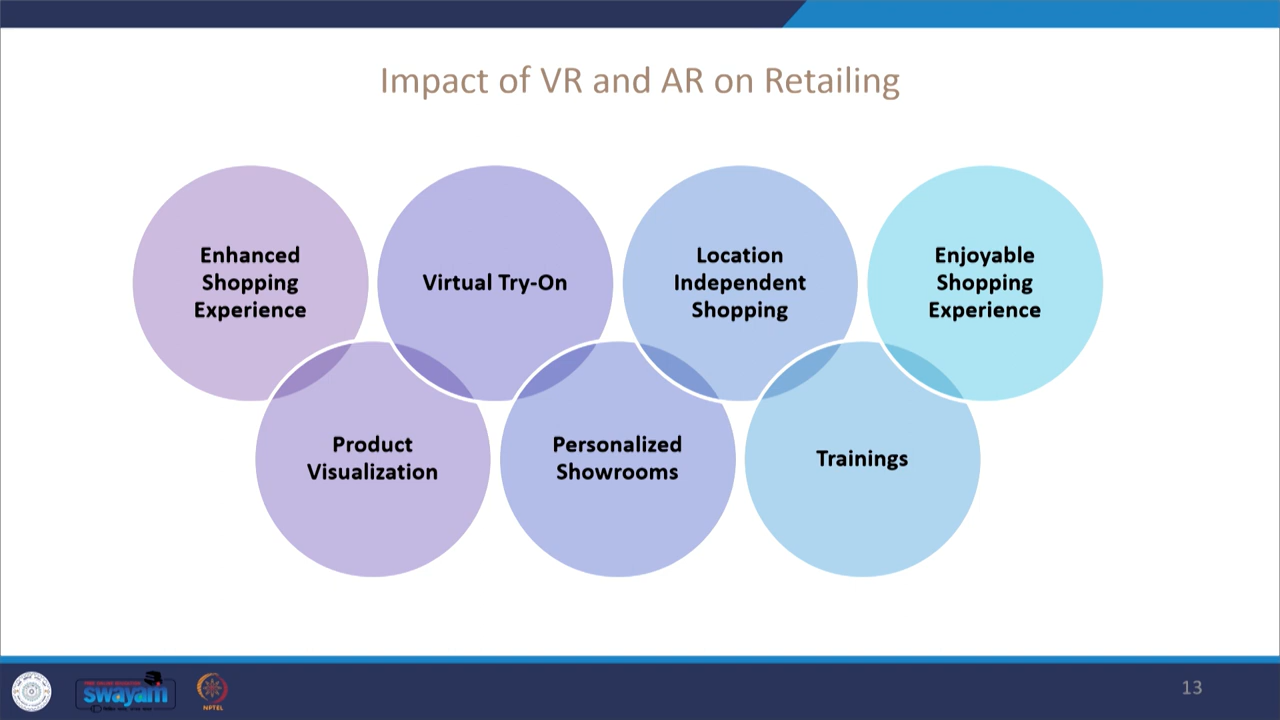 Impact of VR and AR on Retailing
Enhanced
Shopping
Experience
Virtual Try-On
Location
Independent
Shopping
Enjoyable
Shopping
Experience
Product
Visualization
Personalized
Showrooms
Trainings
swayam
NPTEL
13